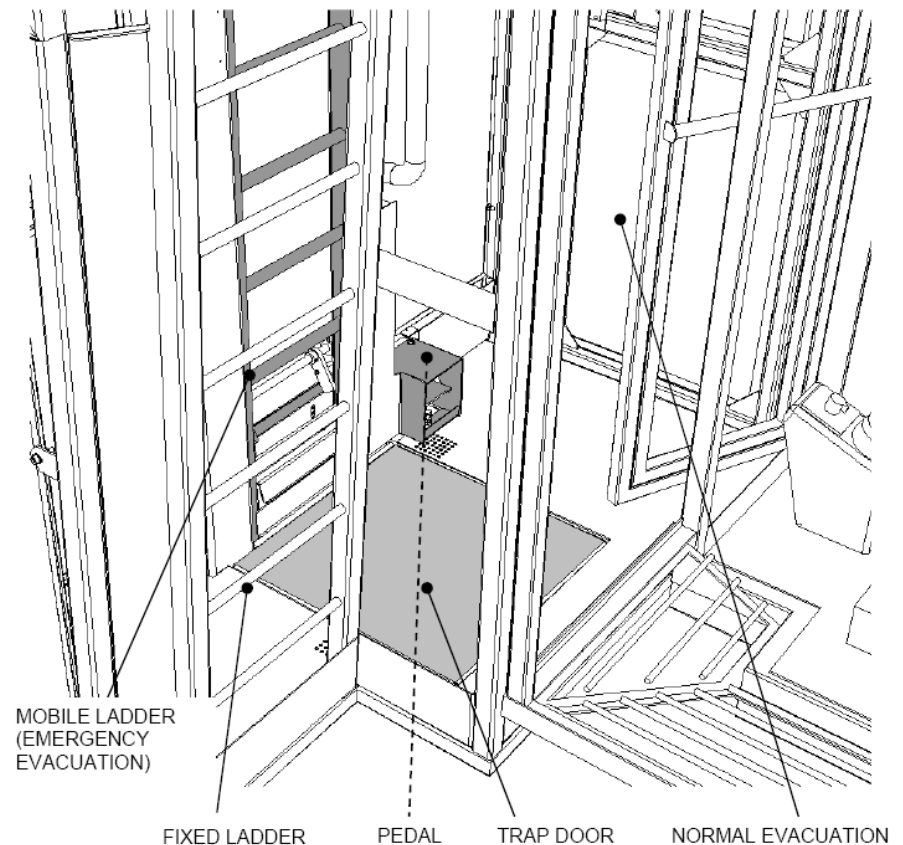 MOBILE LADDER
(EMERGENCY
EVACUATION)
FIXED LADDER
PEDAL
TRAP DOOR
NORMAL EVACUATION